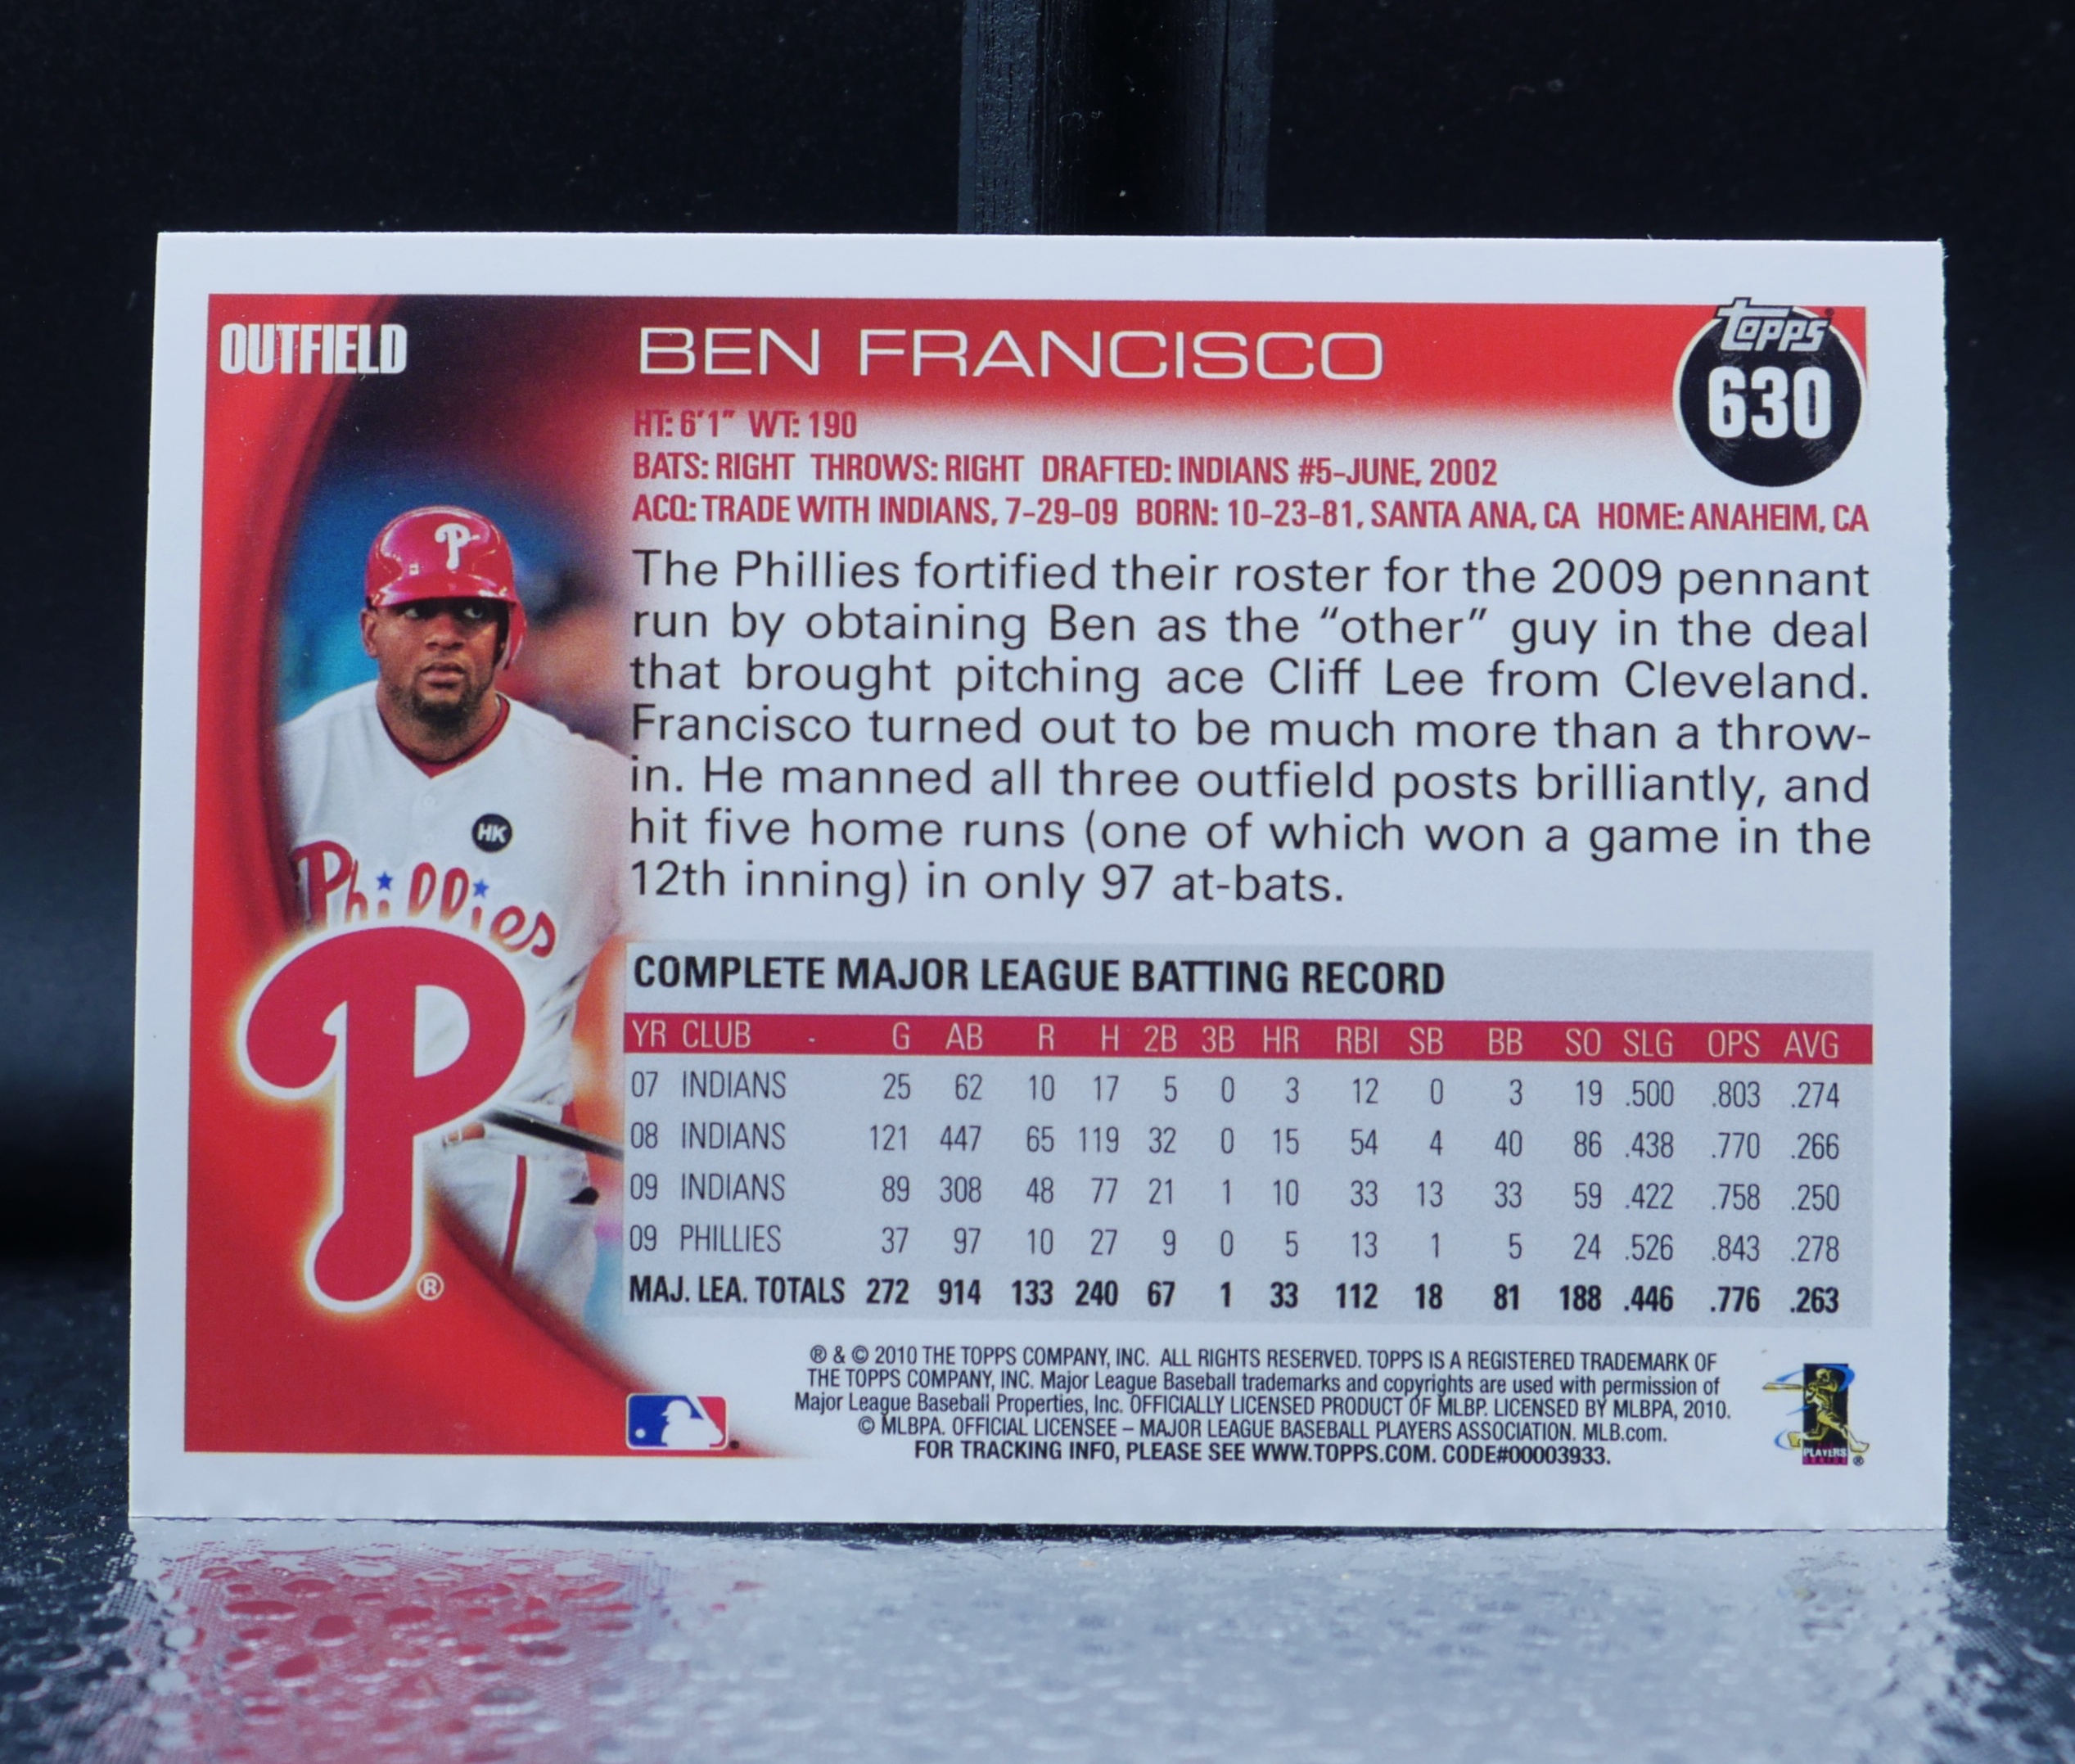 OUTFIELD
BEN FRANCISCO
Topps®
630
HT: 6'1" WT: 190
BATS: RIGHT THROWS: RIGHT DRAFTED: INDIANS #5-JUNE, 2002
ACQ: TRADE WITH INDIANS, 7-29-09 BORN: 10-23-81, SANTA ANA, CA HOME: ANAHEIM, CA
The Phillies fortified their roster for the 2009 pennant
run by obtaining Ben as the “other” guy in the deal
that brought pitching ace Cliff Lee from Cleveland.
Francisco turned out to be much more than a throw-
in. He manned all three outfield posts brilliantly, and
hit five home runs (one of which won a game in the
12th inning) in only 97 at-bats.
P
HK
Phillies
P
®
COMPLETE MAJOR LEAGUE BATTING RECORD
YR CLUB - G AB R H 2B 3B HR RBI SB BB SO SLG OPS AVG
07 INDIANS 25 62 10 17 5 0 3 12 0 3 19 .500 .803 .274
08 INDIANS 121 447 65 119 32 0 15 54 4 40 86 .438 .770 .266
09 INDIANS 89 308 48 77 21 1 10 33 13 33 59 .422 .758 .250
09 PHILLIES 37 97 10 27 9 0 5 13 1 5 24 .526 .843 .278
MAJ. LEA. TOTALS 272 914 133 240 67 1 33 112 18 81 188 .446 .776 .263
® & © 2010 THE TOPPS COMPANY, INC. ALL RIGHTS RESERVED. TOPPS IS A REGISTERED TRADEMARK OF
THE TOPPS COMPANY, INC. Major League Baseball trademarks and copyrights are used with permission of
Major League Baseball Properties, Inc. OFFICIALLY LICENSED PRODUCT OF MLBP. LICENSED BY MLBPA, 2010.
© MLBPA. OFFICIAL LICENSEE – MAJOR LEAGUE BASEBALL PLAYERS ASSOCIATION. MLB.com.
FOR TRACKING INFO, PLEASE SEE WWW.TOPPS.COM. CODE#00003933.
PLAYERS
®